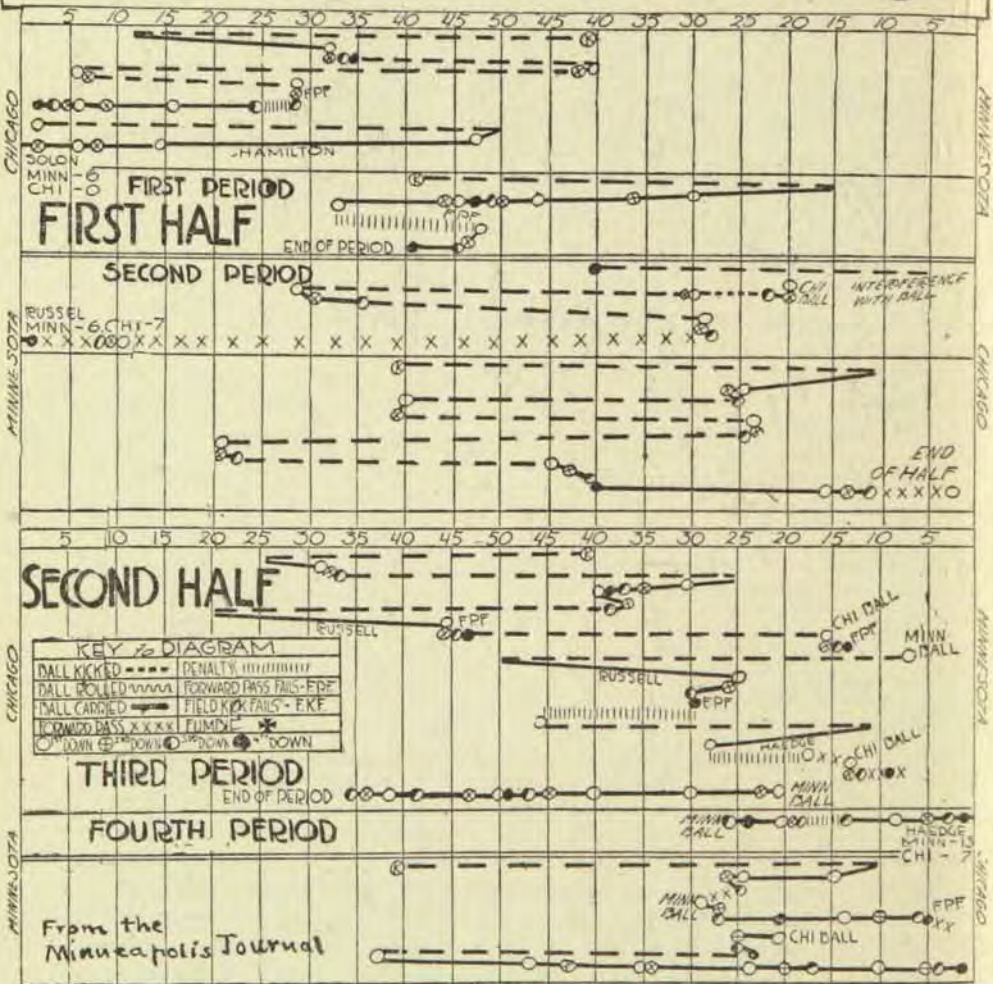 5 10 15 20 25 30 35 40 45 50 45 40 35 30 25 20 15 10 5
CHICAGO
MINNESOTA
K
FPF
HAMILTON
SOLON
MINN-6
CHI-0
FIRST PERIOD
K
FIRST HALF
END OF PERIOD
SECOND PERIOD
CHI
BALL
INTERFERENCE
WITH BALL
RUSSEL
MINN-6.CHI-7
MINNESOTA
CHICAGO
K
END
OF HALF
5 10 15 20 25 30 35 40 45 50 45 40 35 30 25 20 15 10 5
K
SECOND HALF
RUSSELL
FPF
CHI BALL
FPF
MINN
BALL
CHICAGO
MINNESOTA
KEY to DIAGRAM
BALL KICKED PENALTY
BALL ROLLED FORWARD PASS FAILS-F.P.F.
BALL CARRIED FIELD KICK FAILS-F.K.F.
FORWARD PASS XXXX FUMBLE
1ST DOWN 2ND DOWN 3RD DOWN 4TH DOWN
RUSSELL
FPF
HAEDGE
CHI BALL
THIRD PERIOD
END OF PERIOD
MINN
BALL
FOURTH PERIOD
MINN
BALL
HAEDGE
MINN-13
CHI-7
MINNESOTA
CHICAGO
K
MINN
BALL
FPF
CHI BALL
From the
Minneapolis Journal